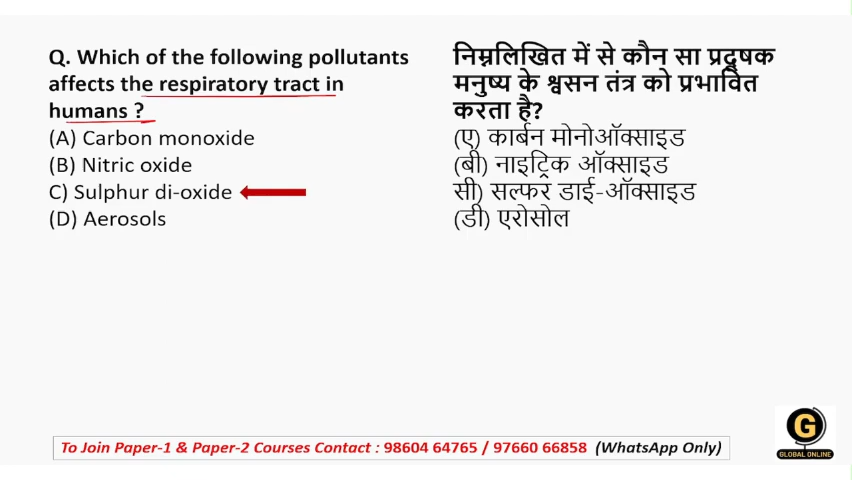 Q. Which of the following pollutants
affects the respiratory tract in
humans ?
(A) Carbon monoxide
(B) Nitric oxide
C) Sulphur di-oxide
(D) Aerosols
निम्नलिखित में से कौन सा प्रदूषक
मनुष्य के श्वसन तंत्र को प्रभावित
करता है?
(ए) कार्बन मोनोऑक्साइड
(बी) नाइट्रिक ऑक्साइड
सी) सल्फर डाई-ऑक्साइड
(डी) एरोसोल
To Join Paper-1 & Paper-2 Courses Contact : 98604 64765 / 97660 66858 (WhatsApp Only)
G
GLOBAL ONLINE